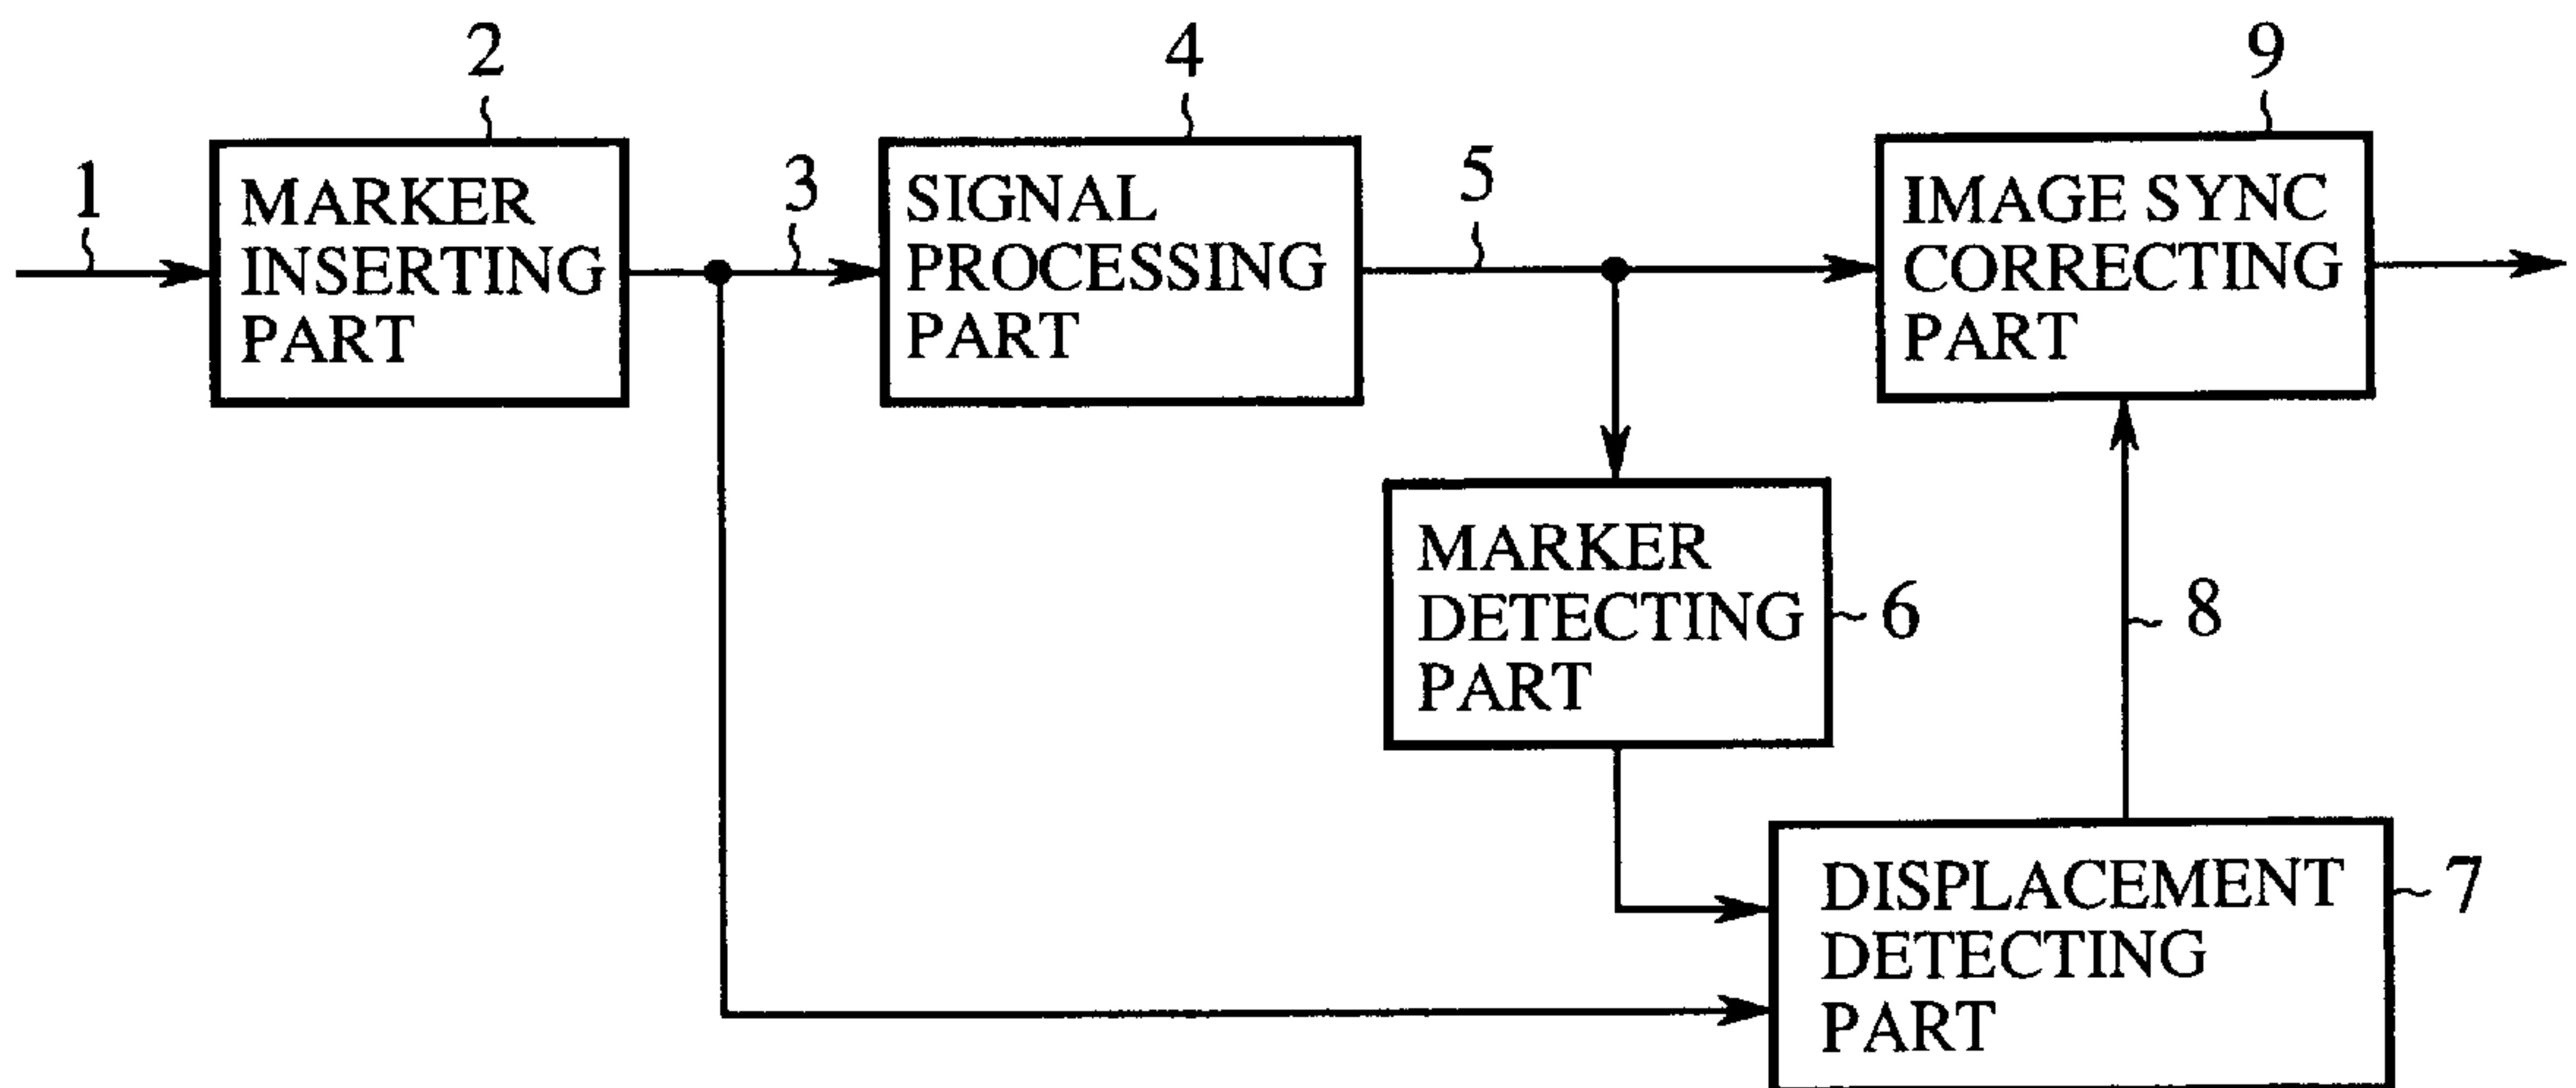 2
4
9
1
MARKER
INSERTING
PART
3
SIGNAL
PROCESSING
PART
5
IMAGE SYNC
CORRECTING
PART
MARKER
DETECTING
PART
6
8
DISPLACEMENT
DETECTING
PART
7